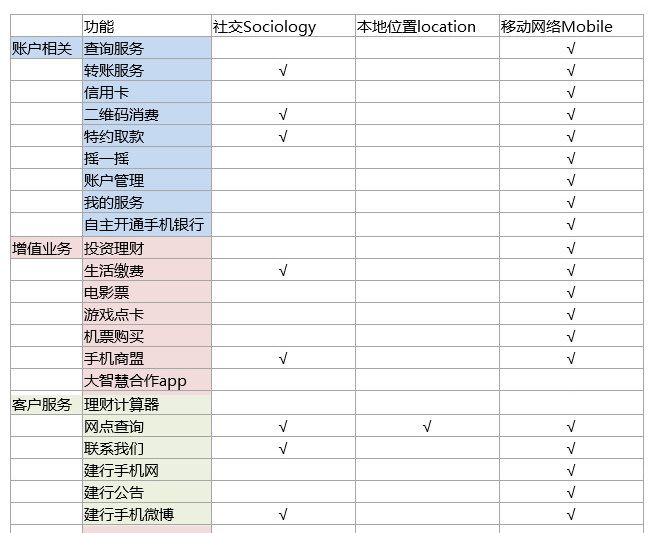 功能 社交Sociology 本地位置location 移动网络Mobile
账户相关 查询服务 √
转账服务 √ √
信用卡 √
二维码消费 √ √
特约取款 √ √
摇一摇 √
账户管理 √
我的服务 √
自主开通手机银行 √
增值业务 投资理财 √
生活缴费 √ √
电影票 √
游戏点卡 √
机票购买 √
手机商盟 √ √
大智慧合作app
客户服务 理财计算器
网点查询 √ √ √
联系我们 √ √
建行手机网 √
建行公告 √
建行手机微博 √ √